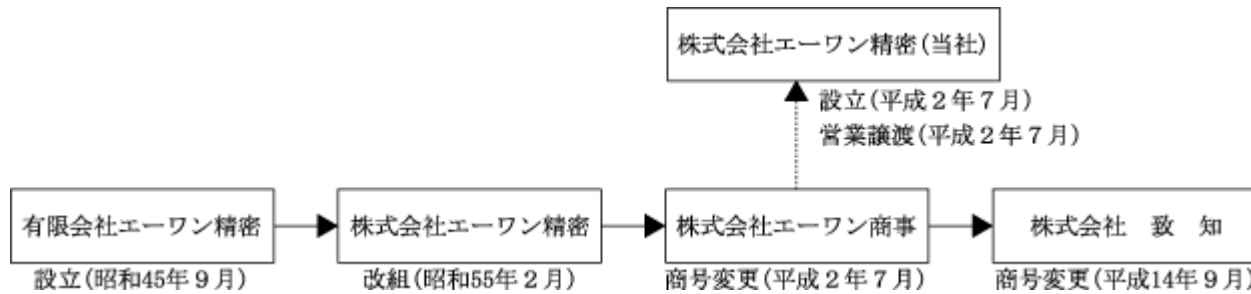 株式会社エーワン精密(当社)
設立(平成2年7月)
営業譲渡(平成2年7月)
有限会社エーワン精密
株式会社エーワン精密
株式会社エーワン商事
株式会社 致 知
設立(昭和45年9月)
改組(昭和55年2月)
商号変更(平成2年7月)
商号変更(平成14年9月)